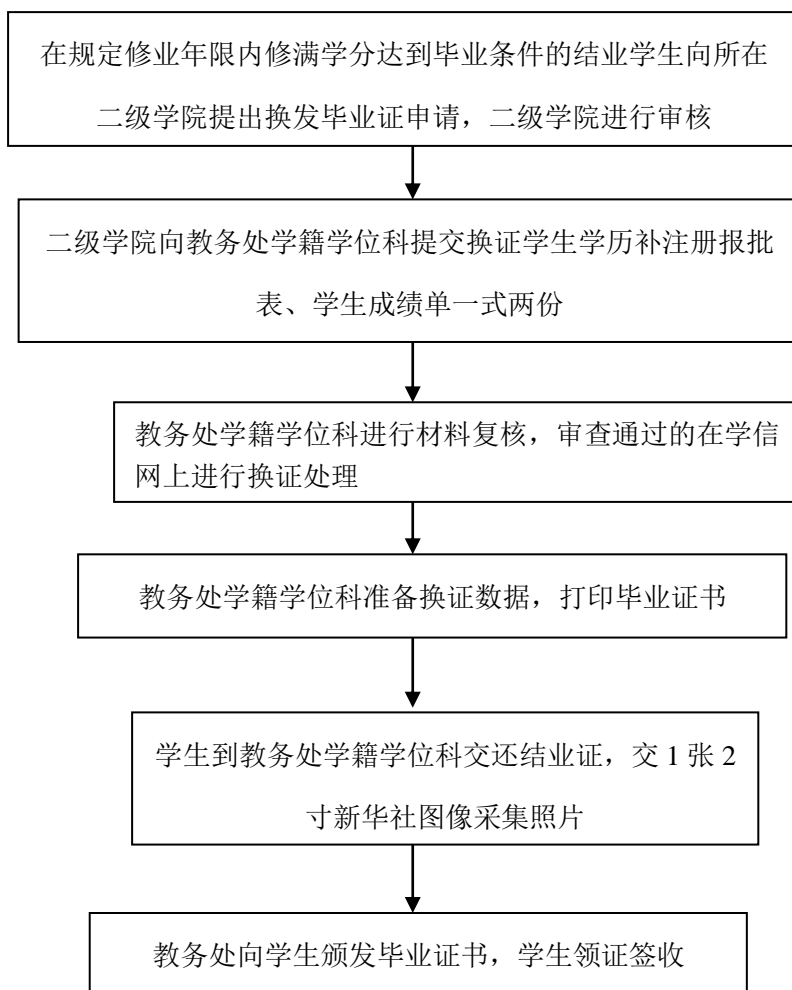 在规定修业年限内修满学分达到毕业条件的结业学生向所在
二级学院提出换发毕业证申请，二级学院进行审核
二级学院向教务处学籍学位科提交换证学生学历补注册报批
表、学生成绩单一式两份
教务处学籍学位科进行材料复核，审查通过的在学信
网上进行换证处理
教务处学籍学位科准备换证数据，打印毕业证书
学生到教务处学籍学位科交还结业证，交 1 张 2
寸新华社图像采集照片
教务处向学生颁发毕业证书，学生领证签收